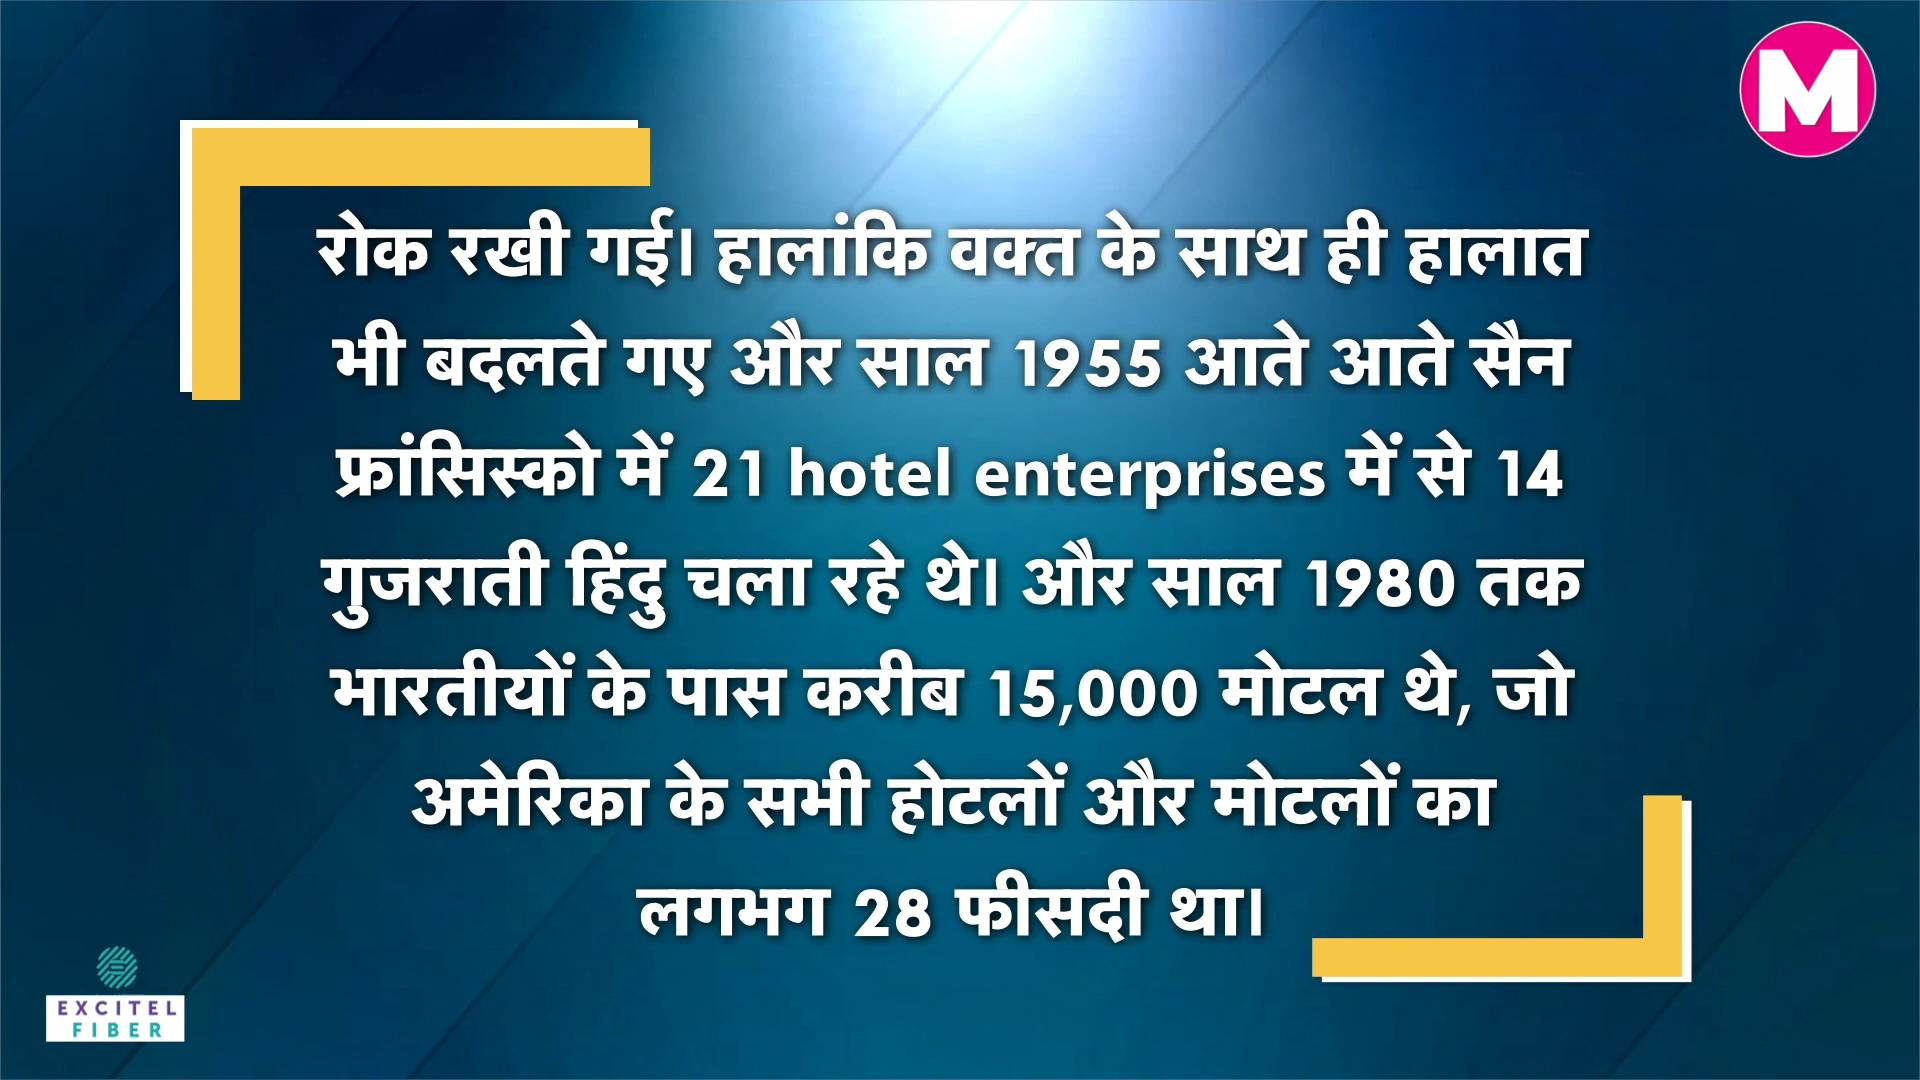 M
रोक रखी गई। हालांकि वक्त के साथ ही हालात
भी बदलते गए और साल 1955 आते आते सैन
फ्रांसिस्को में 21 hotel enterprises में से 14
गुजराती हिंदु चला रहे थे। और साल 1980 तक
भारतीयों के पास करीब 15,000 मोटल थे, जो
अमेरिका के सभी होटलों और मोटलों का
लगभग 28 फीसदी था।
EXCITEL
FIBER